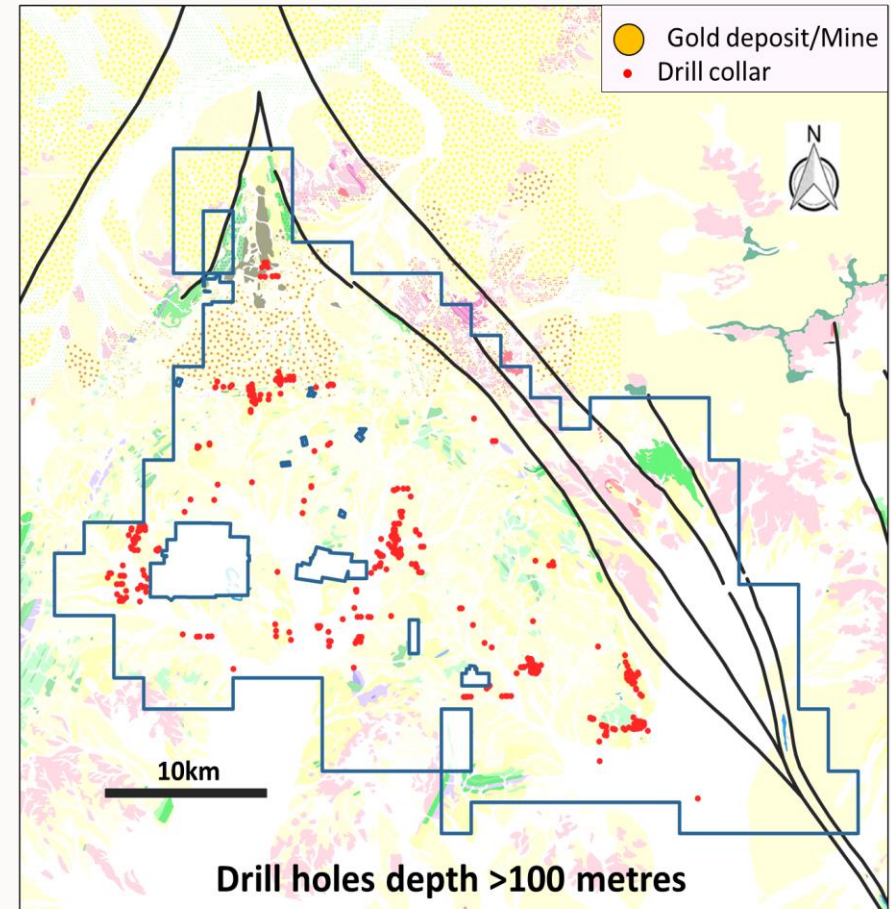 Gold deposit/Mine
Drill collar
N
10km
Drill holes depth >100 metres